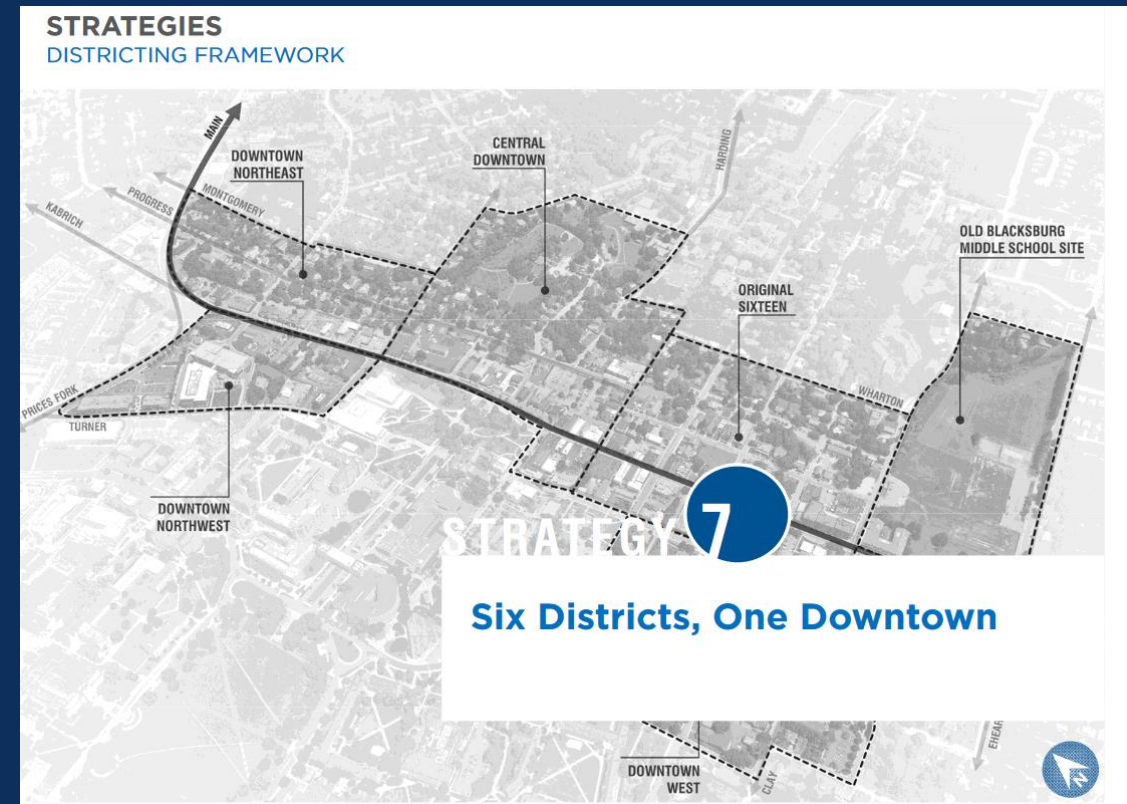 STRATEGIES
DISTRICTING FRAMEWORK
MAIN
DOWNTOWN
NORTHEAST
CENTRAL
DOWNTOWN
HARDING
MONTGOMERY
PROGRESS
KABRICH
OLD BLACKSBURG
MIDDLE SCHOOL SITE
ORIGINAL
SIXTEEN
WHARTON
PRICES FORK
TURNER
DOWNTOWN
NORTHWEST
STRATEGY 7
Six Districts, One Downtown
DOWNTOWN
WEST
CLAY
EHEAR
N